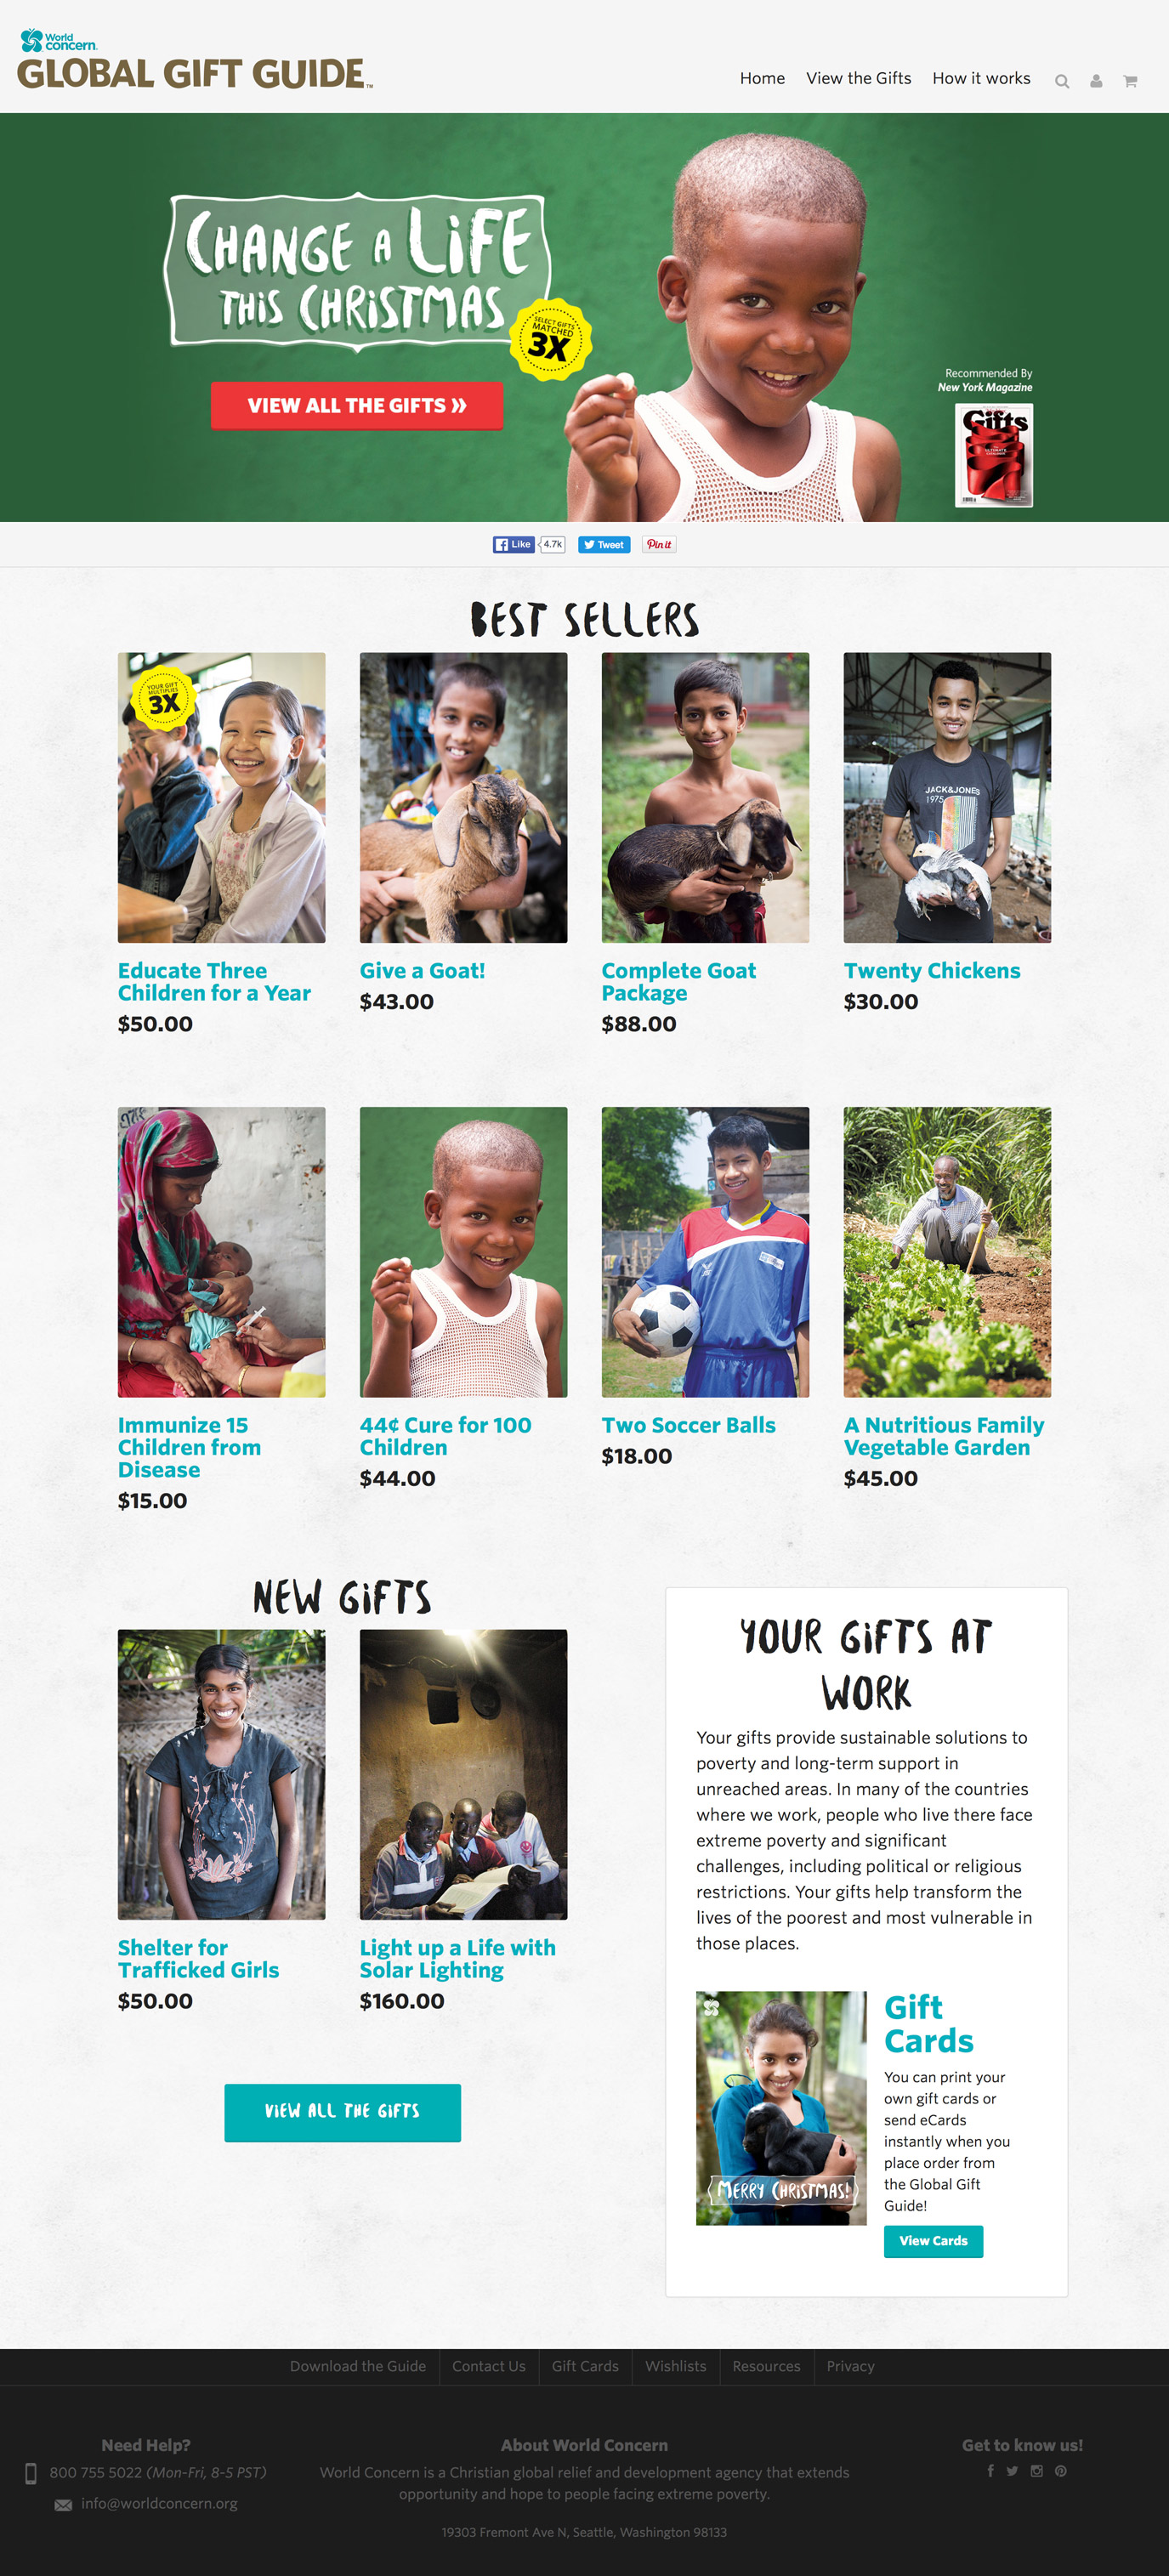 World
concern.
GLOBAL GIFT GUIDE™
Home View the Gifts How it works
CHANGE A LiFE
THIS CHRiSTMAS
SELECT GIFTS
MATCHED
3X
VIEW ALL THE GIFTS »
Recommended By
New York Magazine
Gifts
Like 4.7k Tweet Pin it
BEST SELLERS
YOUR GIFT
MULTIPLIES
3X
JACK&JONES
1975
Educate Three
Children for a Year
$50.00
Give a Goat!
$43.00
Complete Goat
Package
$88.00
Twenty Chickens
$30.00
Immunize 15
Children from
Disease
$15.00
44¢ Cure for 100
Children
$44.00
Two Soccer Balls
$18.00
A Nutritious Family
Vegetable Garden
$45.00
NEW GiFTS
Shelter for
Trafficked Girls
$50.00
Light up a Life with
Solar Lighting
$160.00
VIEW ALL THE GIFTS
YOUR GiFTS AT
WORK
Your gifts provide sustainable solutions to
poverty and long-term support in
unreached areas. In many of the countries
where we work, people who live there face
extreme poverty and significant
challenges, including political or religious
restrictions. Your gifts help transform the
lives of the poorest and most vulnerable in
those places.
MERRY CHRISTMAS!
Gift
Cards
You can print your
own gift cards or
send eCards
instantly when you
place order from
the Global Gift
Guide!
View Cards
Download the Guide Contact Us Gift Cards Wishlists Resources Privacy
Need Help?
800 755 5022 (Mon-Fri, 8-5 PST)
info@worldconcern.org
About World Concern
World Concern is a Christian global relief and development agency that extends
opportunity and hope to people facing extreme poverty.
19303 Fremont Ave N, Seattle, Washington 98133
Get to know us!